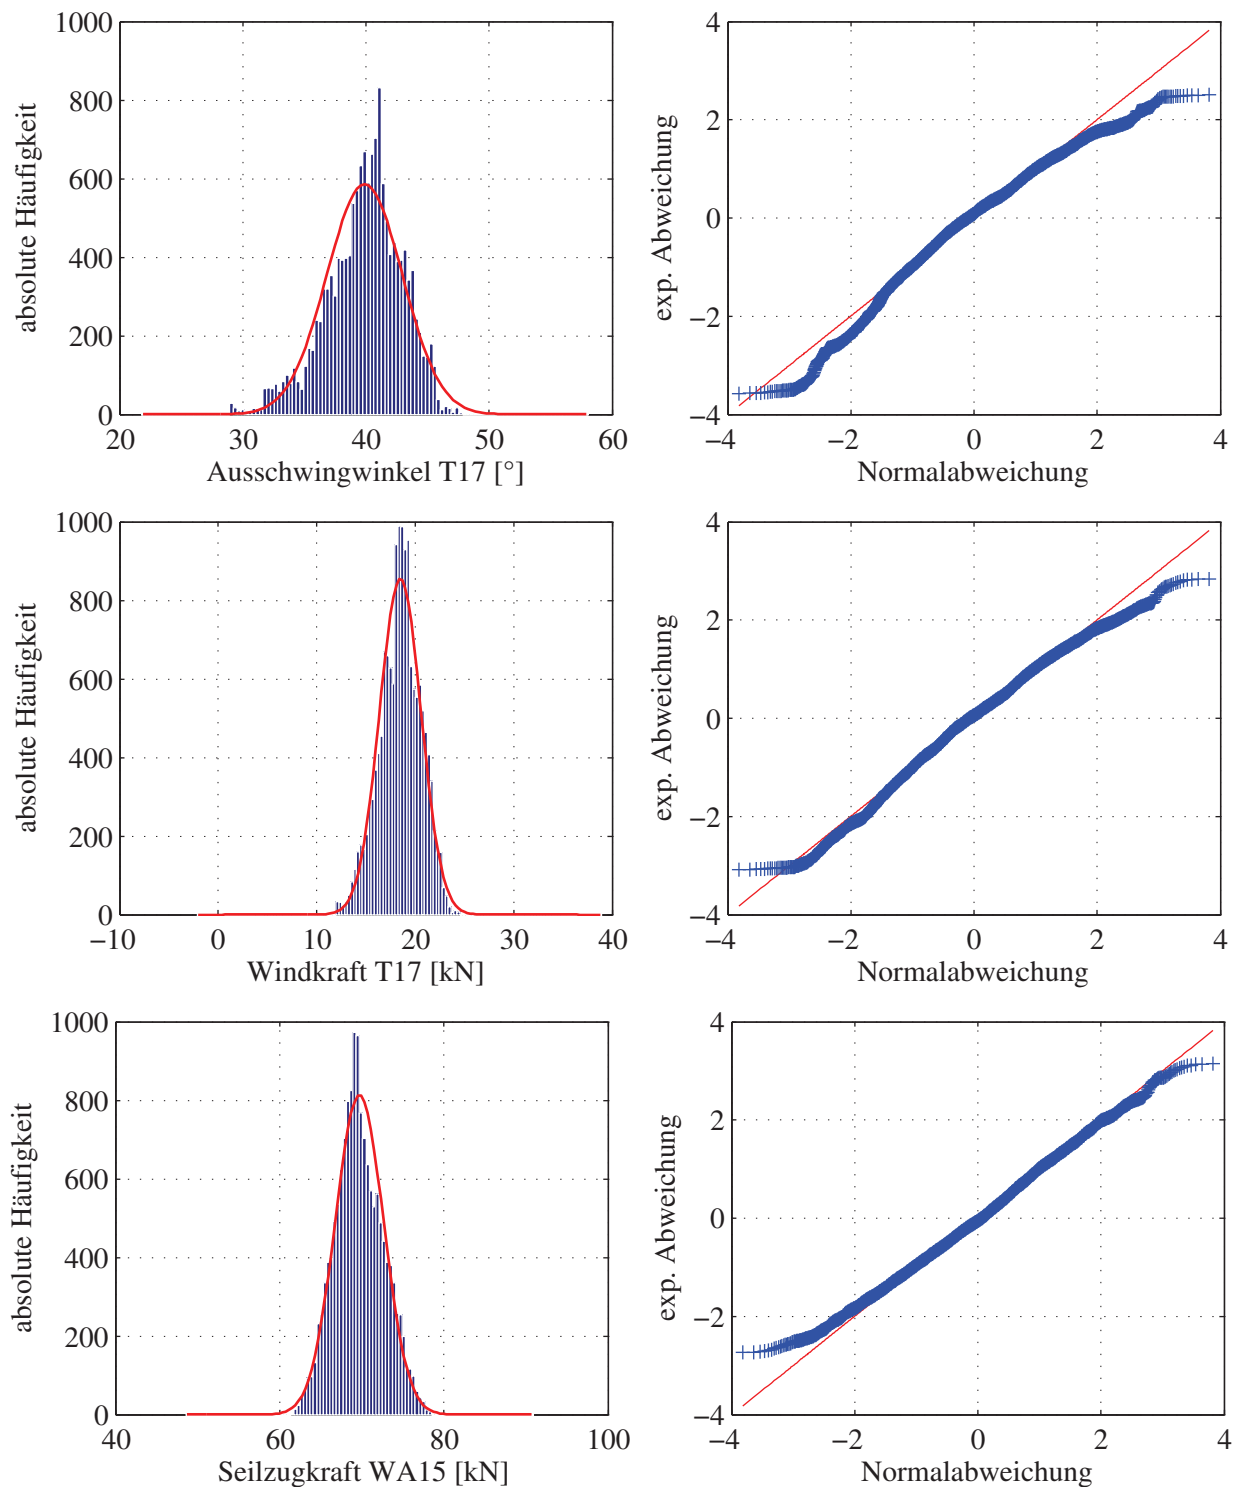 1000
800
600
400
200
0
absolute Häufigkeit
20 30 40 50 60
Ausschwingwinkel T17 [°]
4
2
0
−2
−4
exp. Abweichung
−4 −2 0 2 4
Normalabweichung
1000
800
600
400
200
0
absolute Häufigkeit
−10 0 10 20 30 40
Windkraft T17 [kN]
4
2
0
−2
−4
exp. Abweichung
−4 −2 0 2 4
Normalabweichung
1000
800
600
400
200
0
absolute Häufigkeit
40 60 80 100
Seilzugkraft WA15 [kN]
4
2
0
−2
−4
exp. Abweichung
−4 −2 0 2 4
Normalabweichung